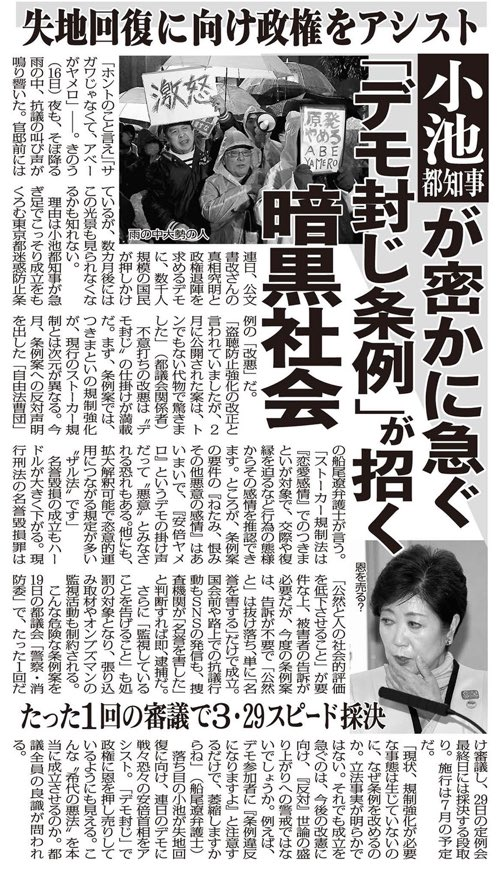 失地回復に向け政権をアシスト
小池都知事が密かに急ぐ
「デモ封じ条例」が招く
暗黒社会
「ホントのこと言え」「サ
ガワじゃなくて、アベー
がヤメロ」――。きのう
（16日）夜も、そぼ降る
雨の中、抗議の叫び声が
鳴り響いた。官邸前には
激怒
原発
やめろ
ABE
YAMERO
雨の中大勢の人
連日、公文
書改ざんの
真相究明と
政権退陣を
求めるデモ
に、数千人
規模の国民
が押しかけ
ているが、数カ月後には
この光景も見られなくな
るかも知れない。
理由は小池都知事が急
ぎ足でこっそり成立をも
くろむ東京都迷惑防止条
例の「改悪」だ。
「盗聴防止強化の改正と
言われていましたが、2
月に公開された案は、ト
ンでもない代物で驚きま
した」（都議会関係者）
不意打ちの改悪は〝デ
モ封じ〟の仕掛けが満載
だ。まず、条例案では、
つきまといの規制強化
が、現行のストーカー規
制とは次元が異なる。今
月、条例案への反対声明
を出した「自由法曹団」
の船尾遼弁護士が言う。
「ストーカー規制法は
『恋愛感情』でのつきま
といが対象で、交際や復
縁を迫るなど行為の態様
からその感情を推認でき
ます。ところが、条例案
の要件の『ねたみ、恨み
その他悪意の感情』はあ
いまいで、『安倍ヤメ
ロ』というデモの掛け声
だって〝悪意〟とみなさ
れる恐れもある。他にも、
拡大解釈可能で恣意的運
用につながる規定が多い
〝ザル法〟です」
名誉毀損の成立もハー
ドルが大きく下がる。現
行刑法の名誉毀損罪は
恩を売る？
「公然と人の社会的評価
を低下させること」が要
件な上、被害者の告訴が
必要だが、今度の条例案
は、告訴が不要で「公然
と」は抜け落ち、単に「名
誉を害する」だけで成立。
国会前や路上での抗議行
動もSNSの発信も、捜
査機関が「名誉を害した」
と判断すれば即、逮捕だ。
さらに「監視している
ことを告げること」も処
罰の対象となり、張り込
み取材やオンブズマンの
監視活動も制約される。
こんな危険な条例案を
19日の都議会「警察・消
防委」で、たった1回だ
たった1回の審議で3・29スピード採決
け審議し、29日の定例会
最終日には採決する段取
り。施行は7月の予定
だ。
「現状、規制強化が必要
な事態は生じていないの
に、なぜ条例を改めるの
か。立法事実が明らかで
はない。それでも成立を
急ぐのは、今後の改憲に
向け、『反対』世論の盛
り上がりへの警戒ではな
いでしょうか。例えば、
デモ参加者に『条例違反
になりますよ』と注意す
るだけで、萎縮しますか
らね」（船尾遼弁護士）
落ち目の小池が失地回
復に向け、連日のデモに
戦々恐々の安倍首相をア
シスト。「デモ封じ」で
政権に恩を押し売りして
いるようにも見える。こ
んな〝希代の悪法〟を本
当に成立させるのか。都
議全員の良識が問われ